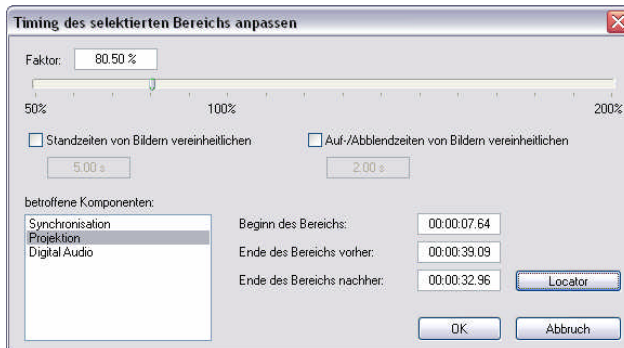 Timing des selektierten Bereichs anpassen
Faktor: 80.50 %
50% 100% 200%
Standzeiten von Bildern vereinheitlichen Auf-/Abblendzeiten von Bildern vereinheitlichen
5.00 s 2.00 s
betroffene Komponenten:
Synchronisation
Projektion
Digital Audio
Beginn des Bereichs: 00:00:07.64
Ende des Bereichs vorher: 00:00:39.09
Ende des Bereichs nachher: 00:00:32.96 Locator
OK Abbruch